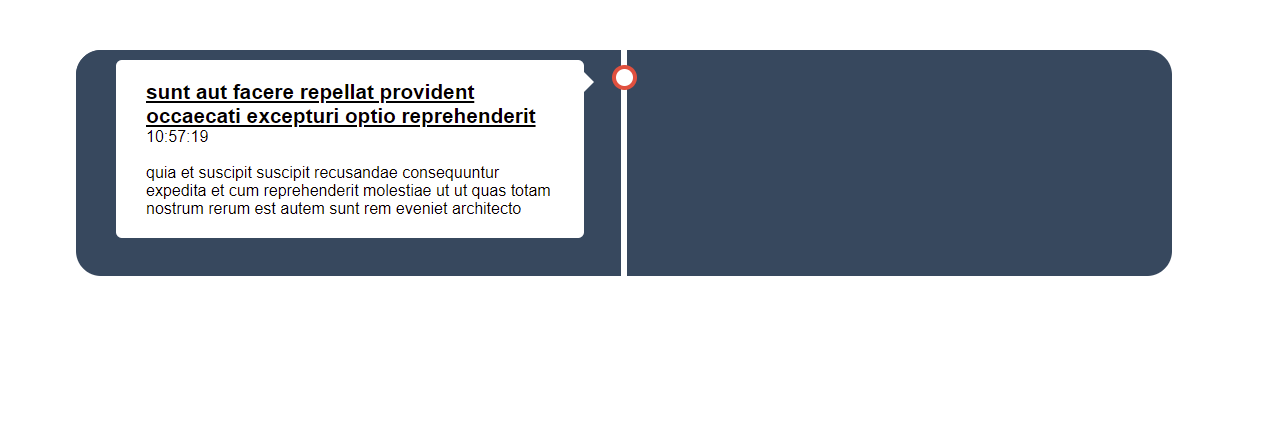 sunt aut facere repellat provident
occaecati excepturi optio reprehenderit
10:57:19
quia et suscipit suscipit recusandae consequuntur
expedita et cum reprehenderit molestiae ut ut quas totam
nostrum rerum est autem sunt rem eveniet architecto